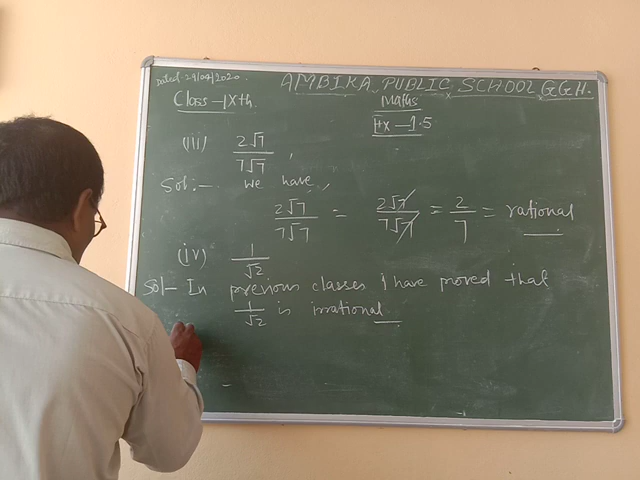 Dated:29/04/2020
AMBIKA PUBLIC SCHOOL GGH.
Class-IXth
Maths
Ex-1.5
(iii) 2√7/7√7,
Sol:- We have,
2√7/7√7 = 2√7/7√7 = 2/7 = rational
(iv) 1/√2
Sol- In previous classes I have proved that
1/√2 is irrational